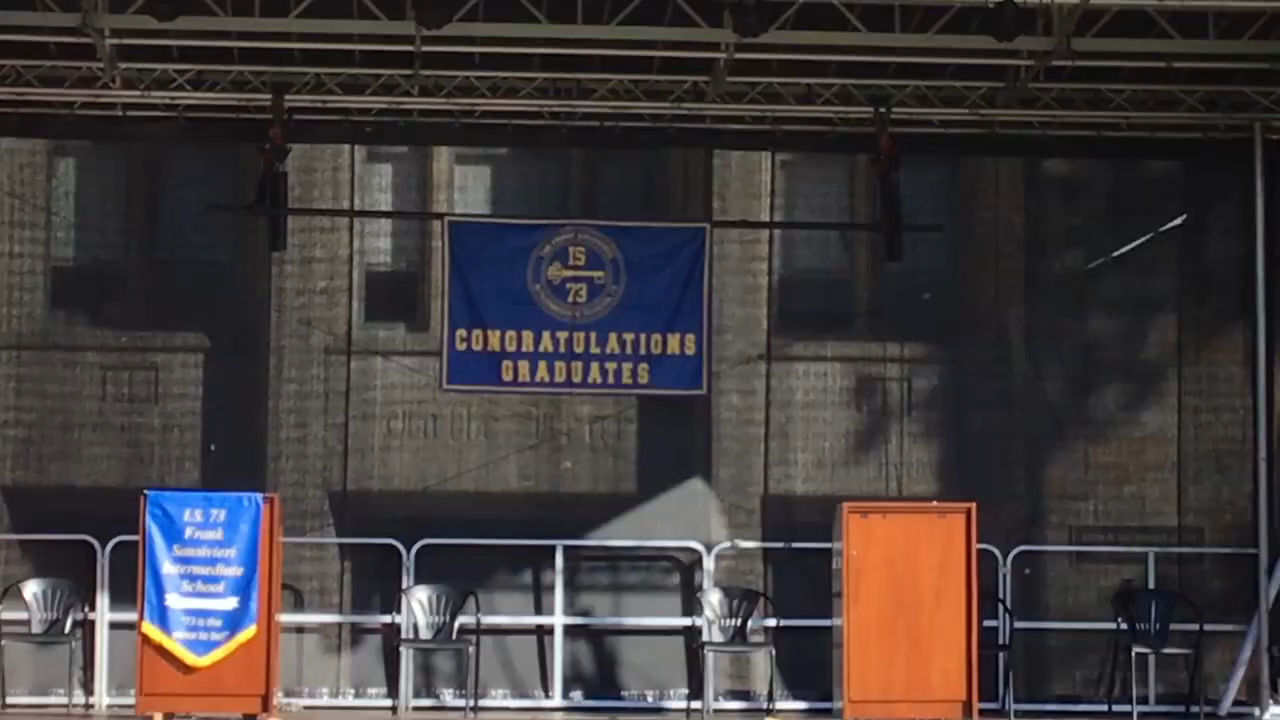 IS
73
CONGRATULATIONS
GRADUATES
I.S. 73
Frank
Sansivieri
Intermediate
School
"73 is the
place to be!"